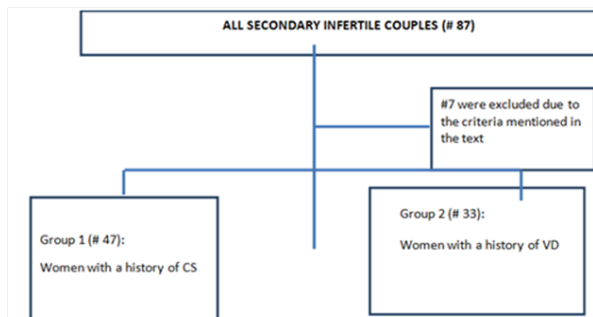 ALL SECONDARY INFERTILE COUPLES (# 87)
#7 were excluded due to
the criteria mentioned in
the text
Group 1 (# 47):
Women with a history of CS
Group 2 (# 33):
Women with a history of VD